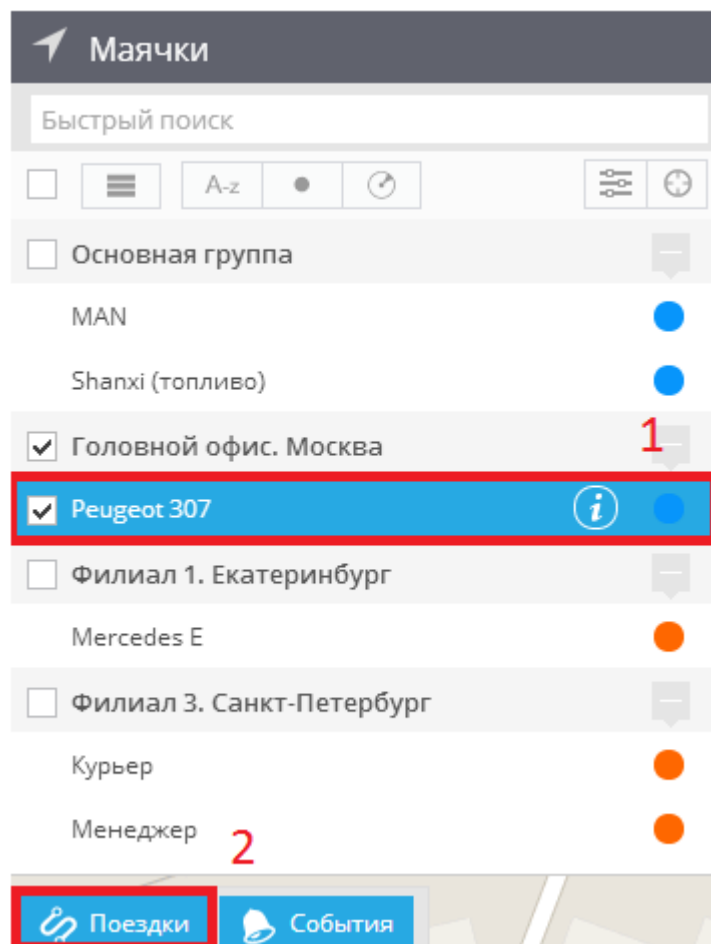 Маячки
Быстрый поиск
A-z
Основная группа
MAN
Shanxi (топливо)
Головной офис. Москва
1
Peugeot 307
i
Филиал 1. Екатеринбург
Mercedes E
Филиал 3. Санкт-Петербург
Курьер
Менеджер
2
Поездки События